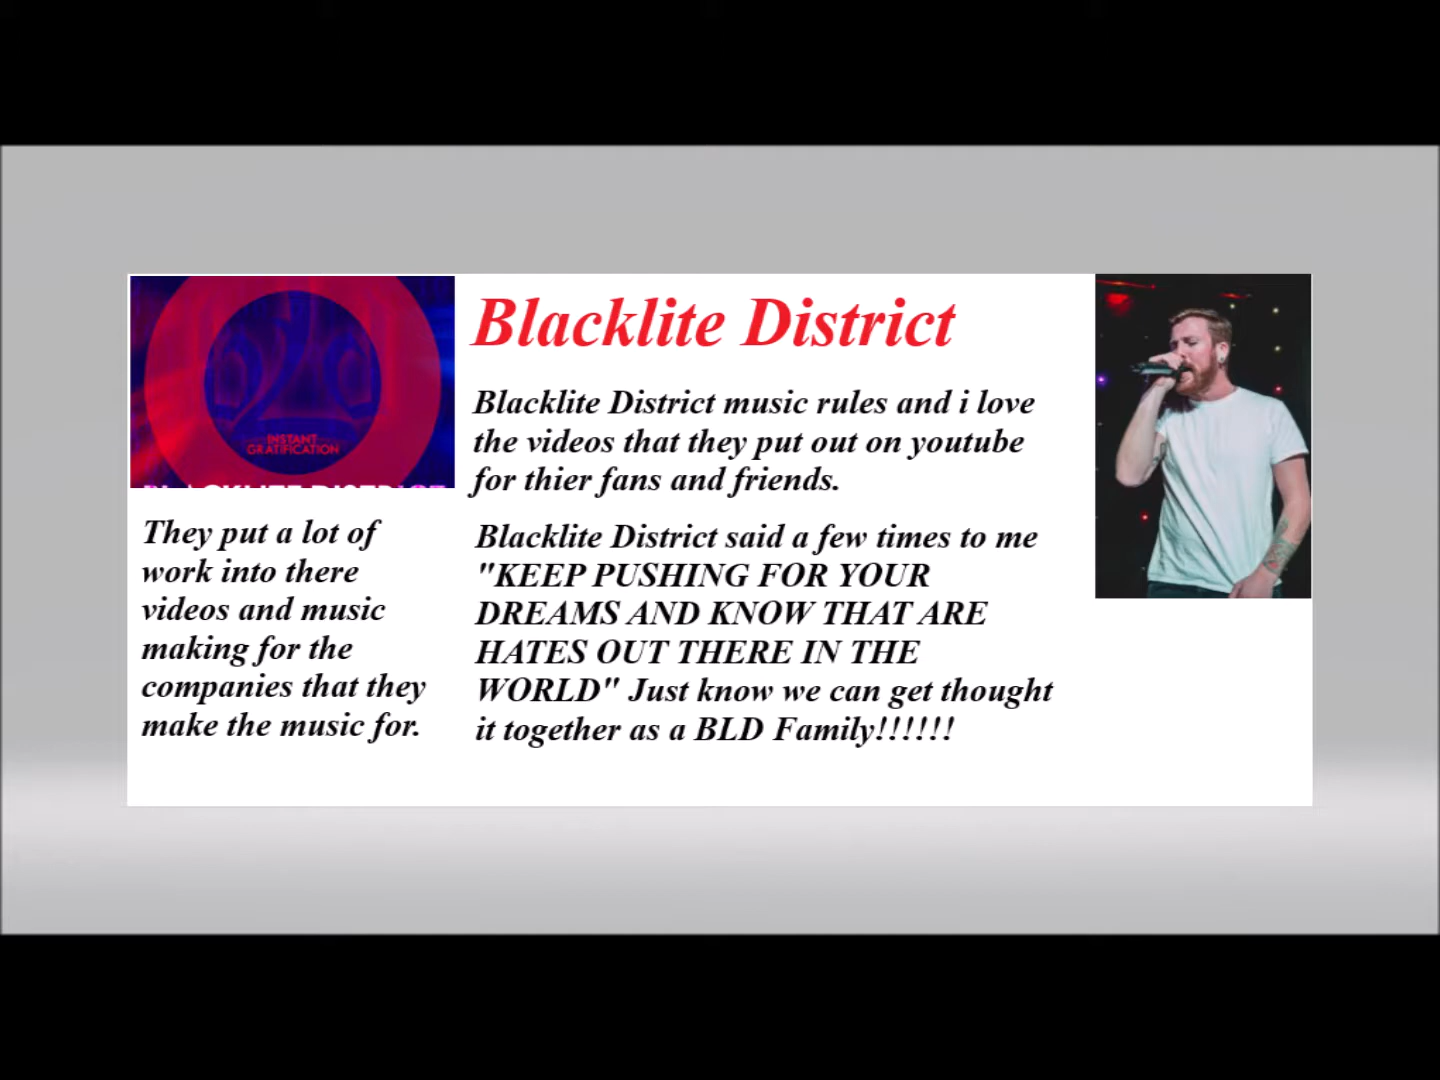 Blacklite District
Blacklite District music rules and i love
the videos that they put out on youtube
for thier fans and friends.
Blacklite District said a few times to me
"KEEP PUSHING FOR YOUR
DREAMS AND KNOW THAT ARE
HATES OUT THERE IN THE
WORLD" Just know we can get thought
it together as a BLD Family!!!!!!
INSTANT
GRATIFICATION
BLACKLITE DISTRICT
They put a lot of
work into there
videos and music
making for the
companies that they
make the music for.